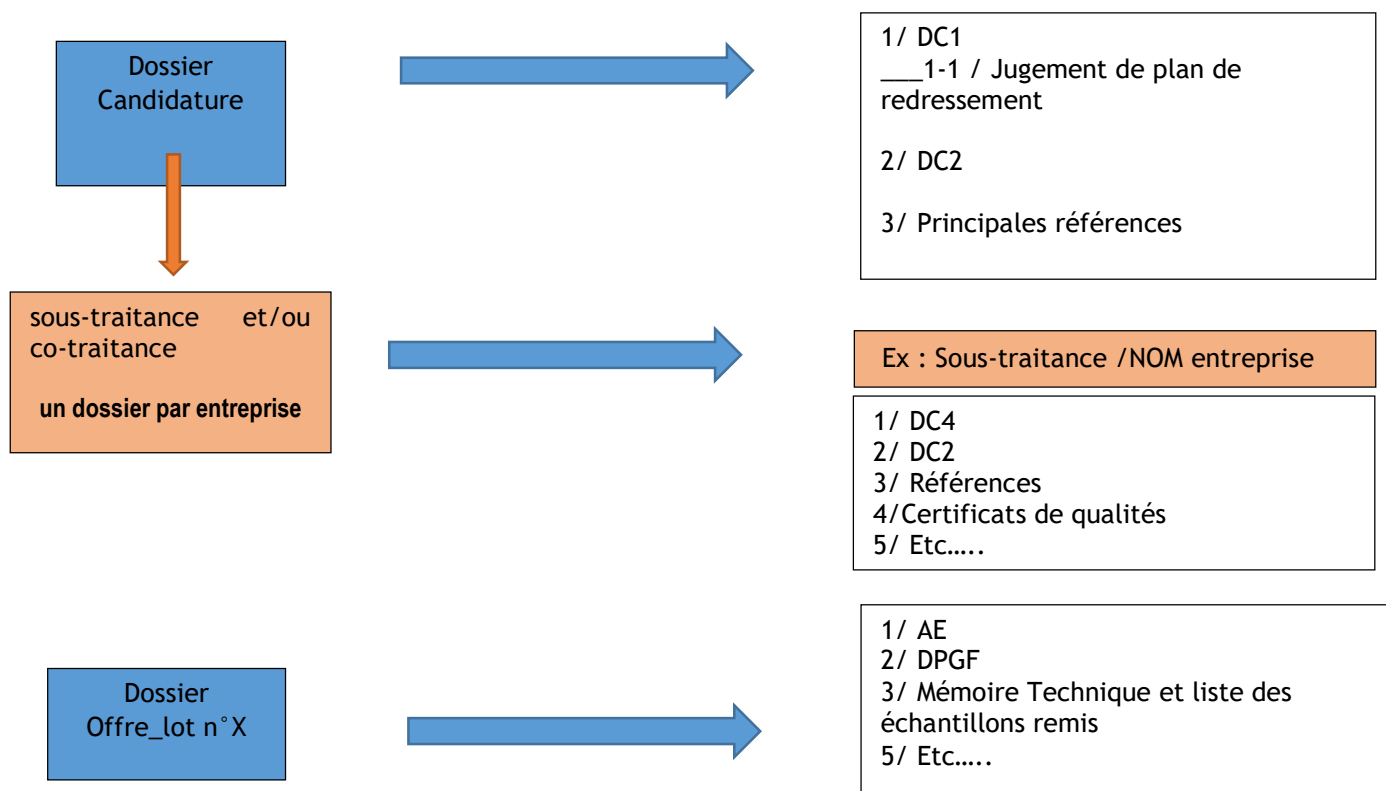 Dossier
Candidature
1/ DC1
___1-1 / Jugement de plan de
redressement
2/ DC2
3/ Principales références
sous-traitance et/ou
co-traitance
un dossier par entreprise
Ex : Sous-traitance /NOM entreprise
1/ DC4
2/ DC2
3/ Références
4/Certificats de qualités
5/ Etc…..
Dossier
Offre_lot n°X
1/ AE
2/ DPGF
3/ Mémoire Technique et liste des
échantillons remis
5/ Etc…..